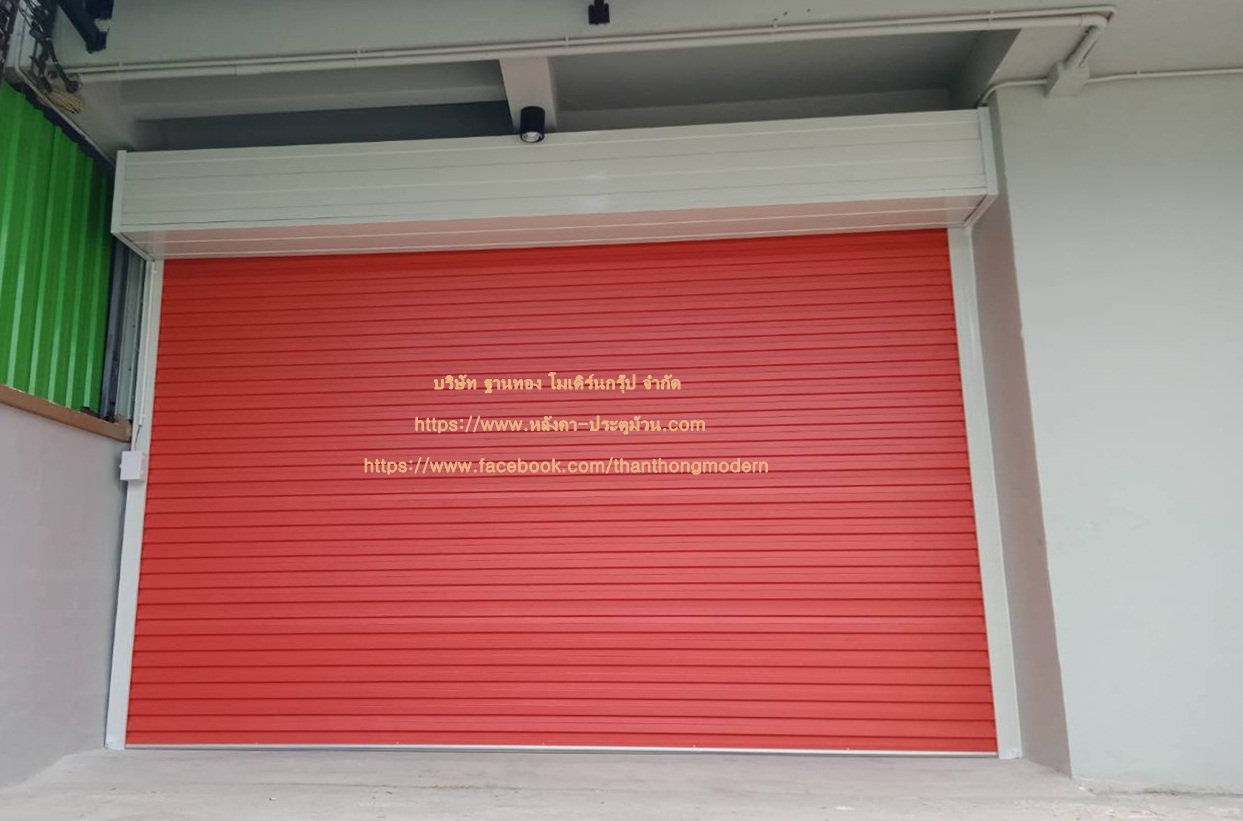 บริษัท ฐานทอง โมเดิร์นกรุ๊ป จำกัด
https://www.หลังคา-ประตูม้วน.com
https://www.facebook.com/thanthongmodern